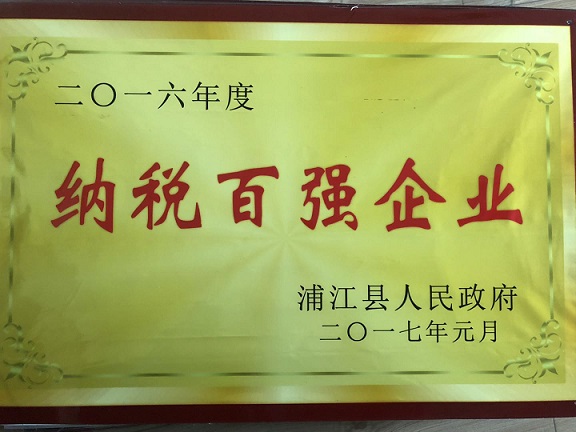 二〇一六年度
纳税百强企业
浦江县人民政府
二〇一七年元月